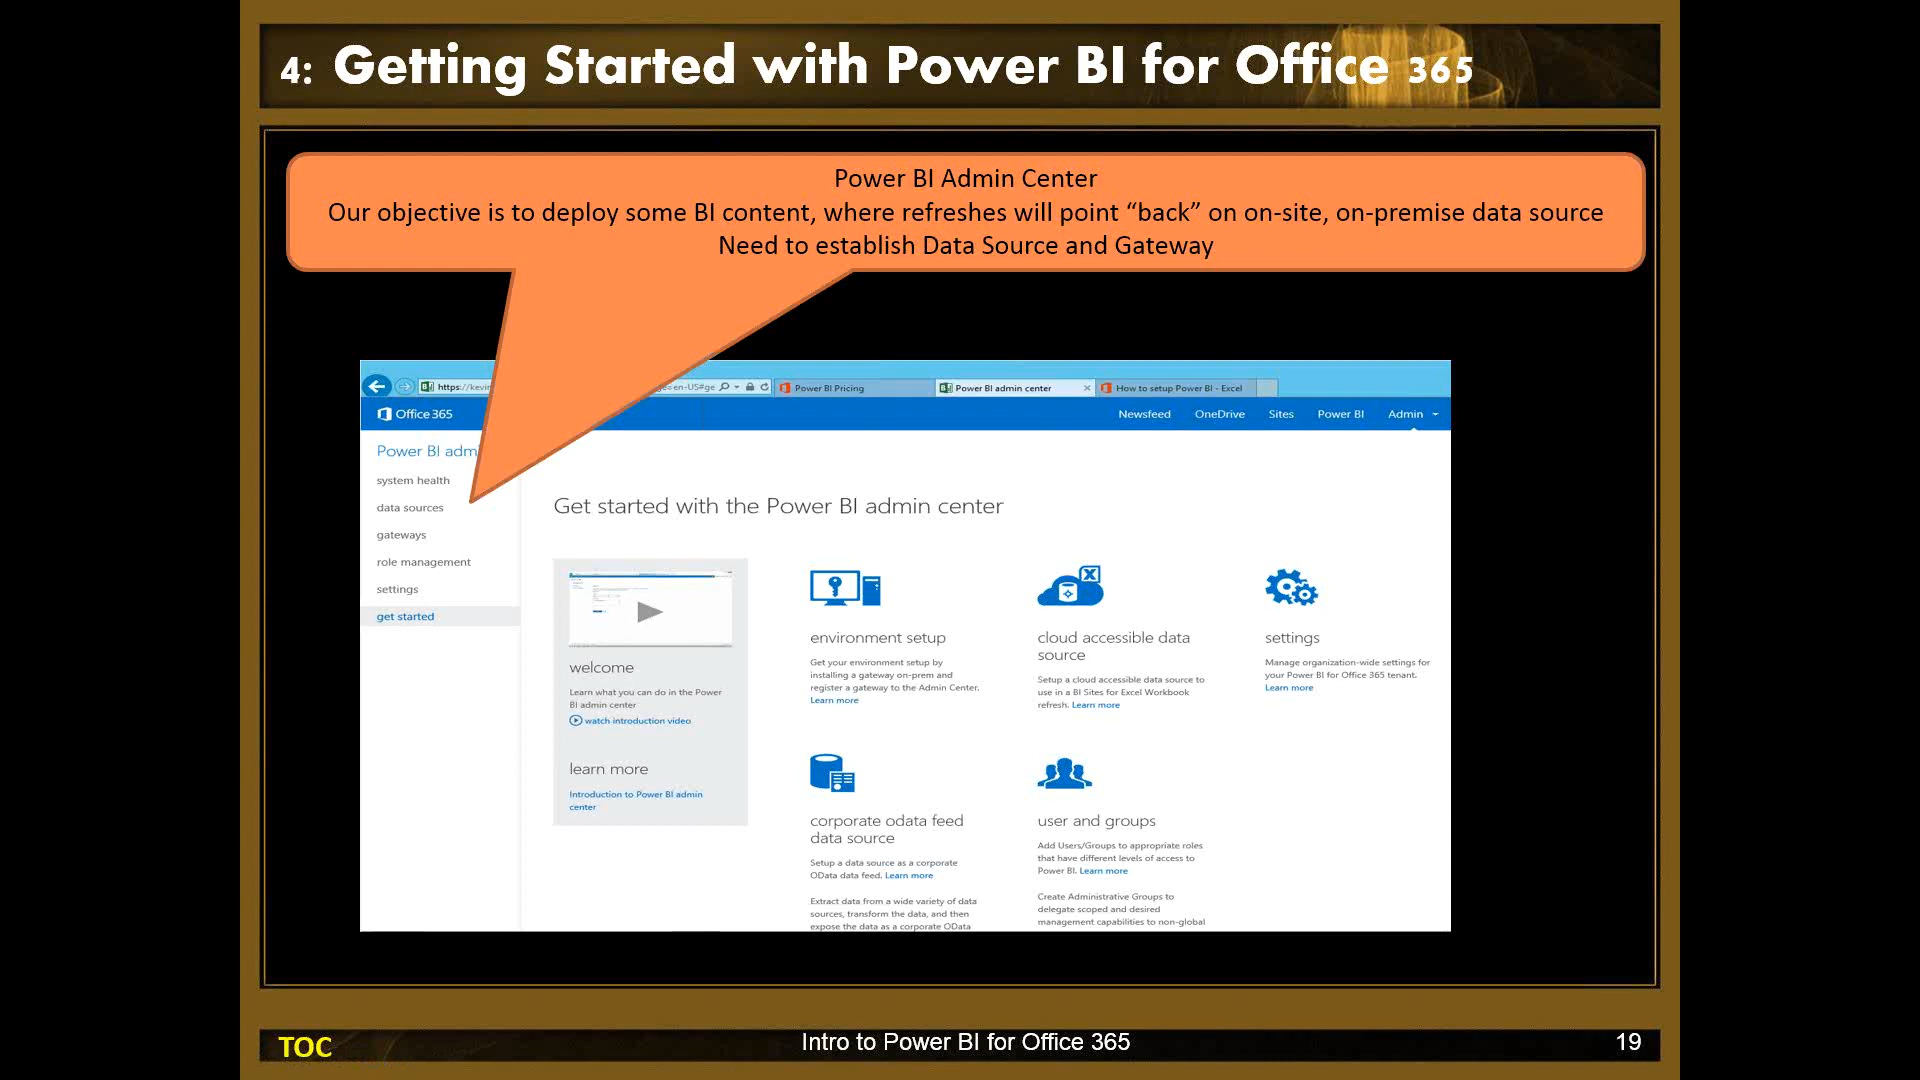 4: Getting Started with Power BI for Office 365
Power BI Admin Center
Our objective is to deploy some BI content, where refreshes will point “back” on on-site, on-premise data source
Need to establish Data Source and Gateway
https://kevin
e=en-US#ge
Power BI Pricing
Power BI admin center
How to setup Power BI - Excel
Office 365
Newsfeed OneDrive Sites Power BI Admin
Power BI adm
system health
data sources
gateways
role management
settings
get started
Get started with the Power BI admin center
welcome
Learn what you can do in the Power
BI admin center
watch introduction video
learn more
Introduction to Power BI admin
center
environment setup
Get your environment setup by
installing a gateway on-prem and
register a gateway to the Admin Center.
Learn more
cloud accessible data
source
Setup a cloud accessible data source to
use in a BI Sites for Excel Workbook
refresh. Learn more
settings
Manage organization-wide settings for
your Power BI for Office 365 tenant.
Learn more
corporate odata feed
data source
Setup a data source as a corporate
OData data feed. Learn more
Extract data from a wide variety of data
sources, transform the data, and then
expose the data as a corporate OData
user and groups
Add Users/Groups to appropriate roles
that have different levels of access to
Power BI. Learn more
Create Administrative Groups to
delegate scoped and desired
management capabilities to non-global
TOC
Intro to Power BI for Office 365
19